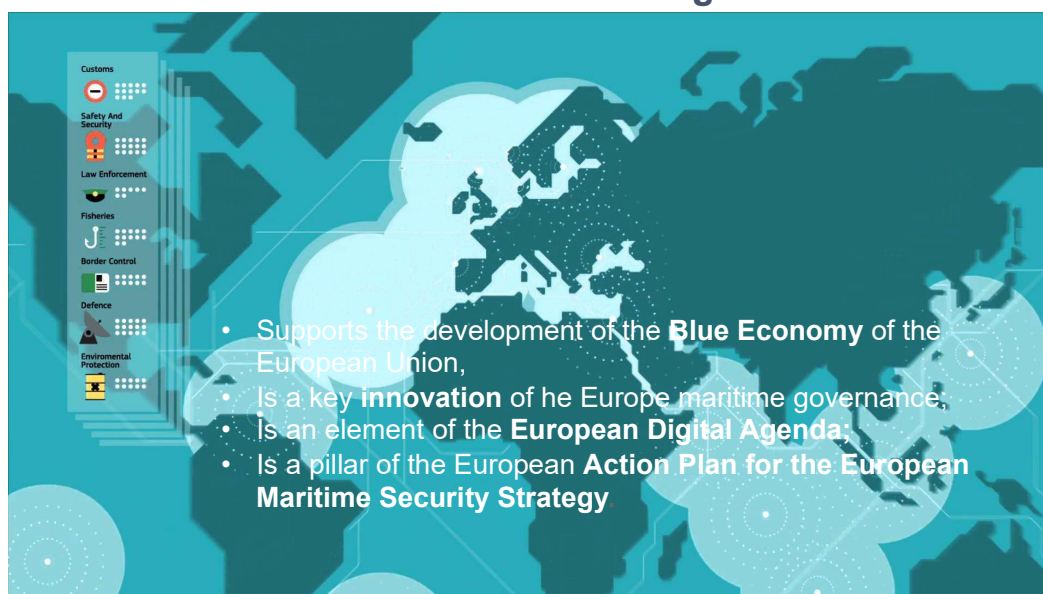 Customs
Safety And
Security
Law Enforcement
Fisheries
Border Control
Defence
Enviromental
Protection
• Supports the development of the Blue Economy of the
European Union,
• Is a key innovation of he Europe maritime governance;
• Is an element of the European Digital Agenda;
• Is a pillar of the European Action Plan for the European
Maritime Security Strategy.